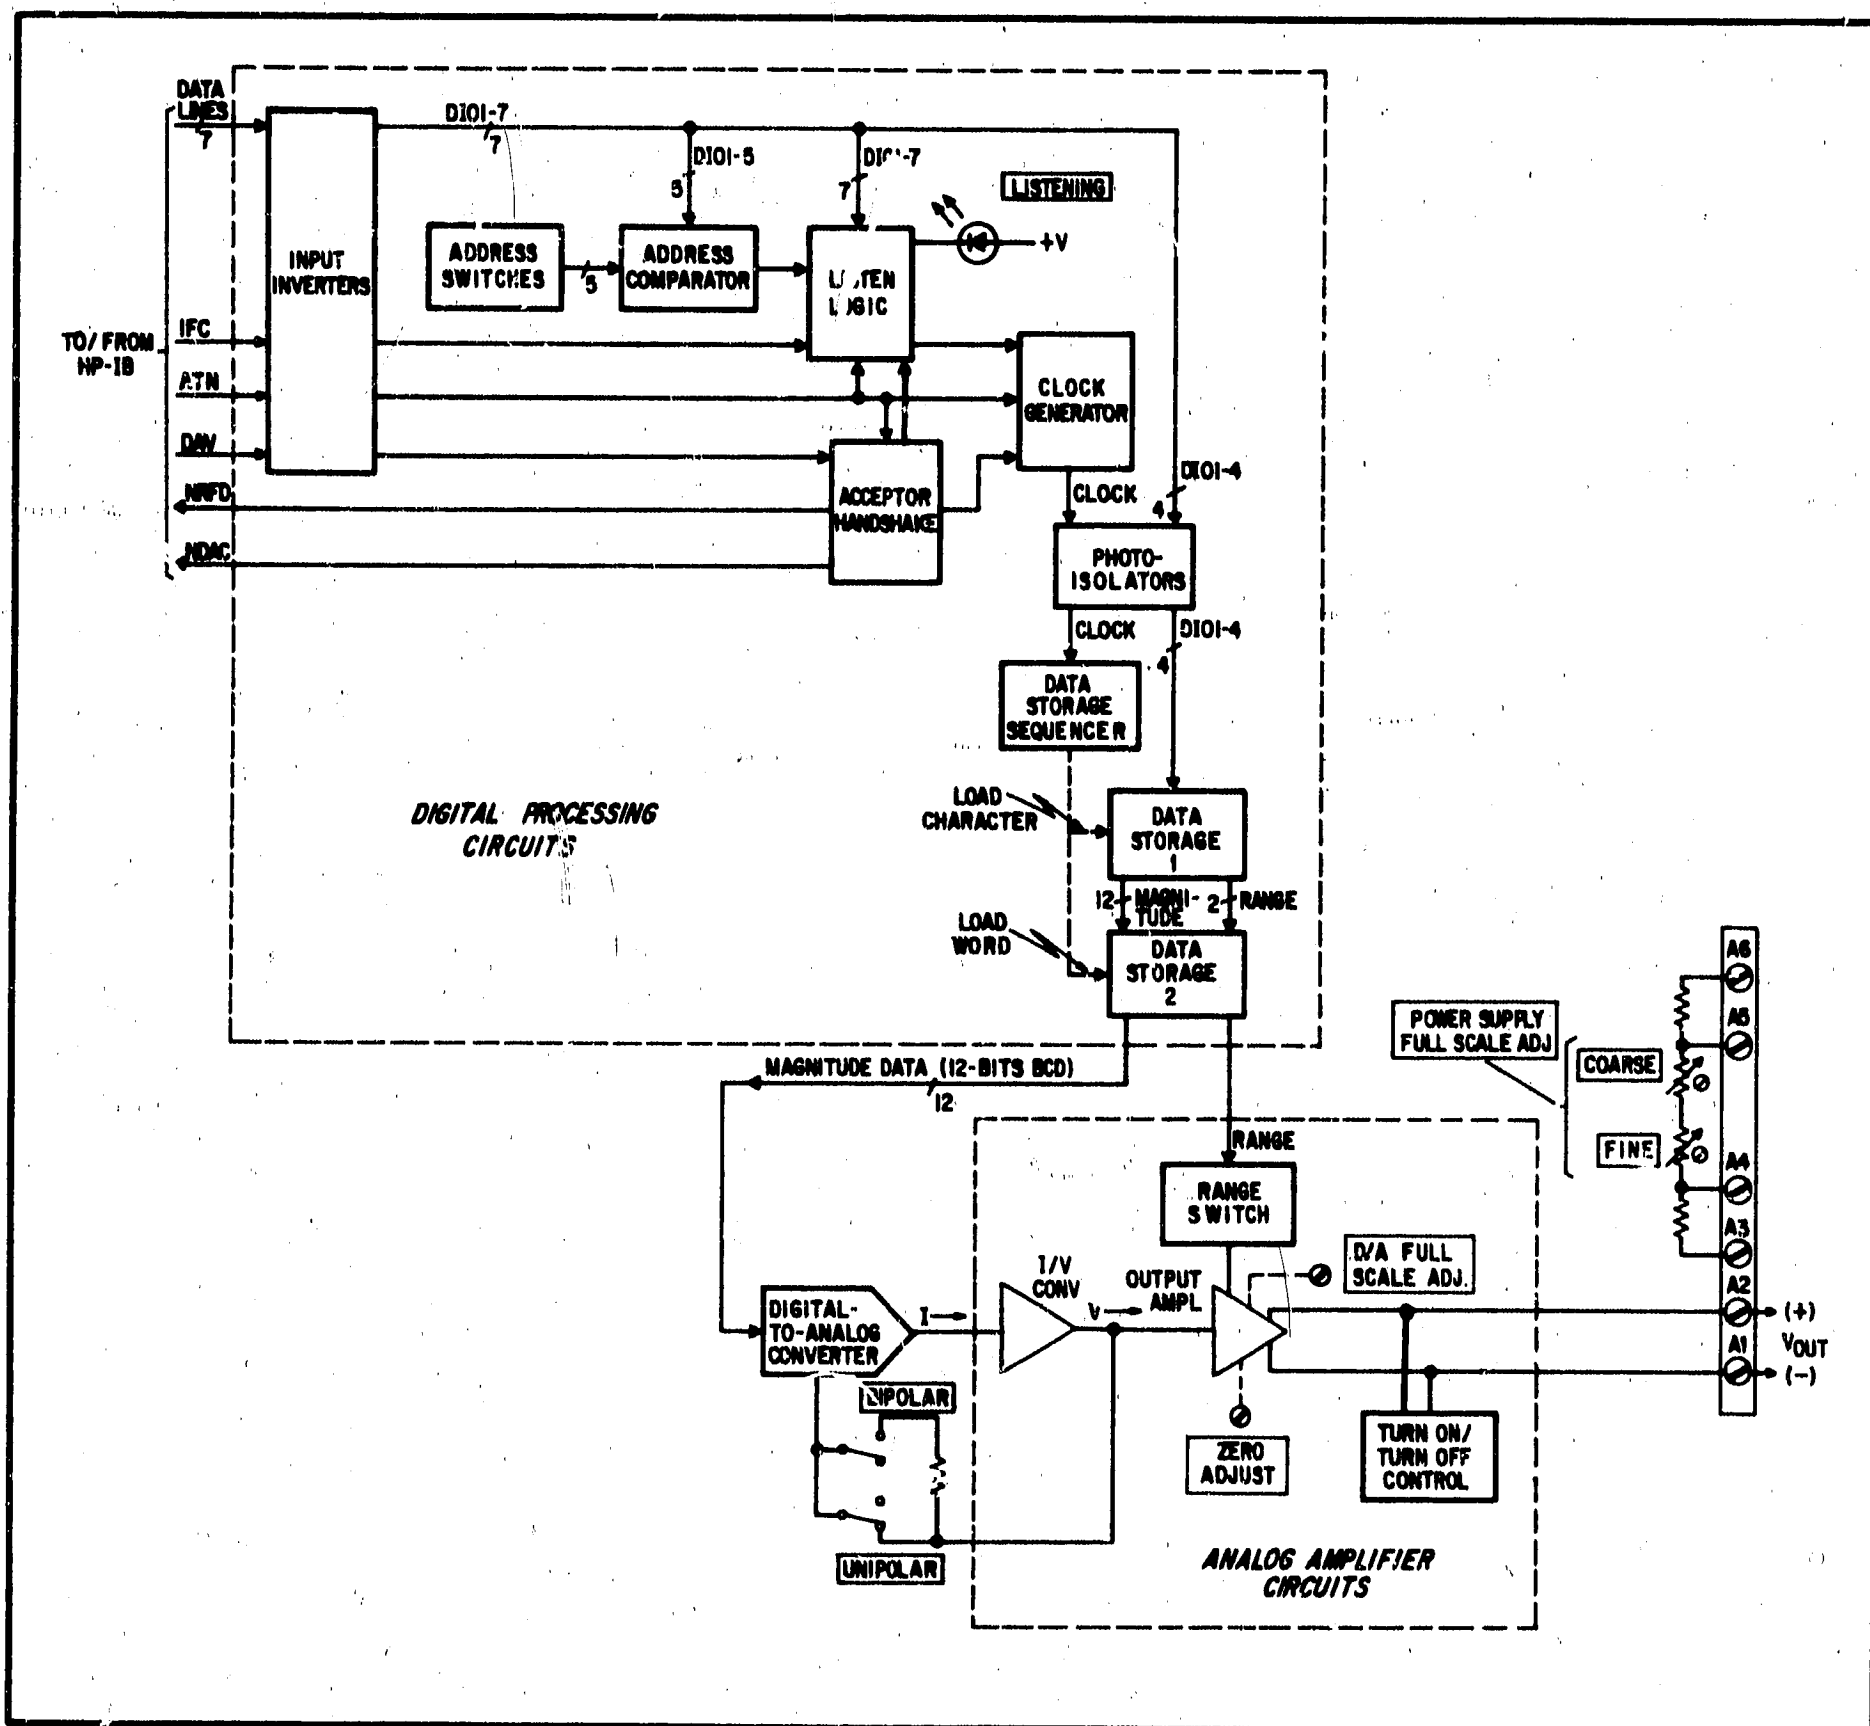 DATA
LINES
7
DIO1-7
7
DIO1-5
5
7
LISTENING
+V
INPUT
INVERTERS
ADDRESS
SWITCHES
5
ADDRESS
COMPARATOR
LOGIC
TO/FROM
HP-IB
IFC
ATN
DAV
NRFD
NDAC
CLOCK
GENERATOR
ACCEPTOR
HANDSHAKE
CLOCK
DIO1-4
4
PHOTO-
ISOLATORS
CLOCK
DIO1-4
4
DATA
STORAGE
SEQUENCER
DIGITAL PROCESSING
CIRCUITS
LOAD
CHARACTER
DATA
STORAGE
1
12 MAGNI-
TUDE
2 RANGE
LOAD
WORD
DATA
STORAGE
2
MAGNITUDE DATA (12-BITS BCD)
12
POWER SUPPLY
FULL SCALE ADJ
COARSE
FINE
A6
A5
A4
A3
A2
A1
RANGE
RANGE
SWITCH
D/A FULL
SCALE ADJ.
I/V
CONV
OUTPUT
AMPL
DIGITAL-
TO-ANALOG
CONVERTER
I
V
(+)
VOUT
(-)
BIPOLAR
UNIPOLAR
ZERO
ADJUST
TURN ON/
TURN OFF
CONTROL
ANALOG AMPLIFIER
CIRCUITS